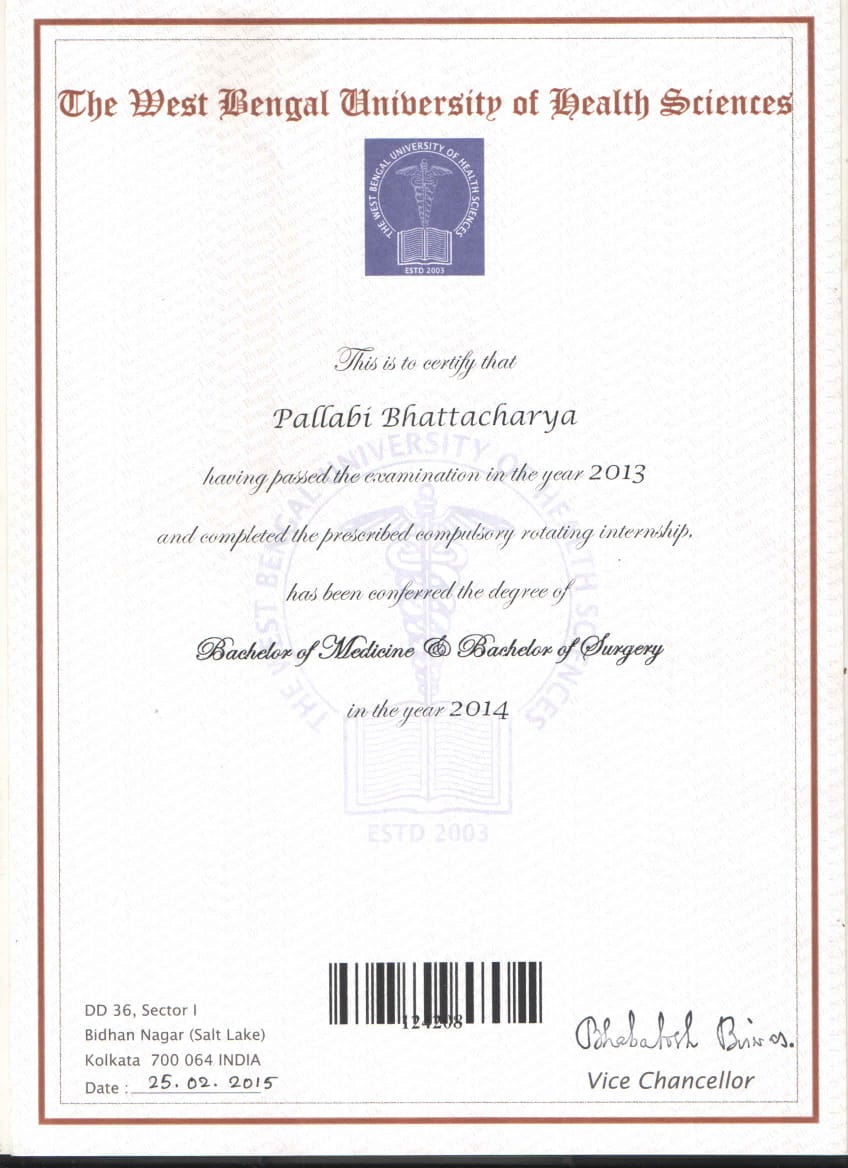 The West Bengal University of Health Sciences
THE WEST BENGAL UNIVERSITY OF HEALTH SCIENCES
ESTD 2003
This is to certify that
Pallabi Bhattacharya
having passed the examination in the year 2013
and completed the prescribed compulsory rotating internship,
has been conferred the degree of
Bachelor of Medicine & Bachelor of Surgery
in the year 2014
THE WEST BENGAL UNIVERSITY OF HEALTH SCIENCES
ESTD 2003
124208
DD 36, Sector I
Bidhan Nagar (Salt Lake)
Kolkata 700 064 INDIA
Date : 25.02.2015
Bhabatosh Biswas.
Vice Chancellor